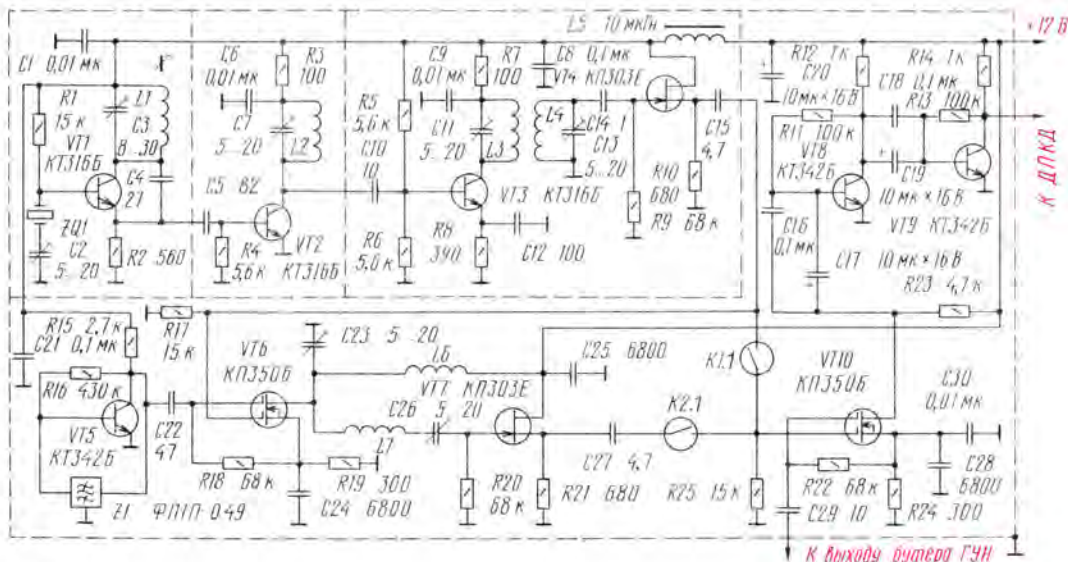 L5 10 мкГн
+12 В
C1 0,01 мк
C6
0,01 мк
R3
100
C9
0,01 мк
R7
100
C8 0,1 мк
VT4 КП303Е
R12 1к
C20
10 мк×16 В
R14 1к
C18 0,1 мк
R13 100 к
R1
15 к
L1
C3
8...30
VT1
КТ316Б
C4
27
C7
5...20
L2
R5
5,6 к
C10
10
C11
5...20
L3
L4
C14 1
C13
5...20
C15
4,7
R10
680
R9 68 к
R11 100 к
VT8
КТ342Б
C19
10 мк×16 В
VT9 КТ342Б
К ДПКД
ZQ1
C2
5...20
R2 560
C5 82
R4
5,6 к
VT2
КТ316Б
R6
5,6 к
R8
390
VT3 КТ316Б
C12 100
C16
0,1 мк
C17 10 мк×16 В
R23 4,7 к
R15 2,7 к
C21 0,1 мк
R17
15 к
R16 430 к
VT5
КТ342Б
C22
47
Z1 ФП1П-0,49
VT6
КП350Б
C23 5...20
L6
VT7 КП303Е
C26 5...20
L7
C25 6800
К1.1
К2.1
VT10
КП350Б
C30
0,01 мк
R18 68 к
R19 300
C24 6800
R20
68 к
R21 680
C27 4,7
R25 15 к
R22 68 к
C29 10
R24 300
C28
6800
К выходу буфера ГУН